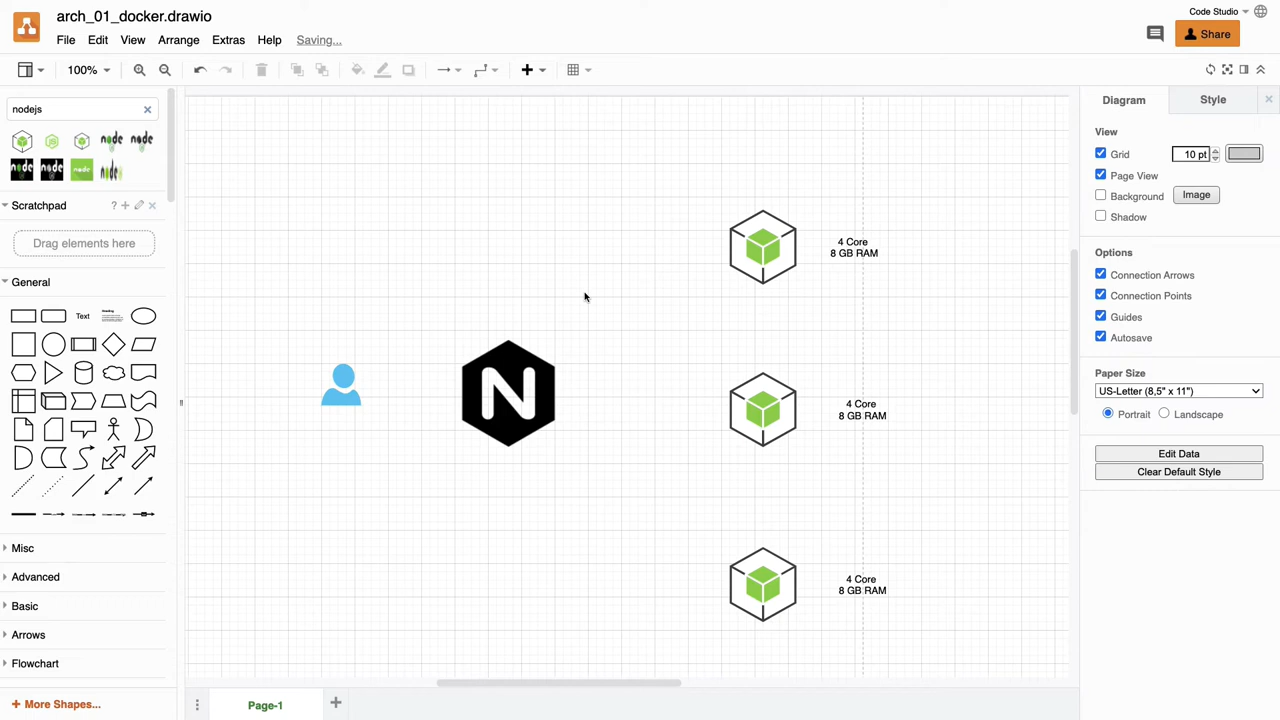 arch_01_docker.drawio
Code Studio
File Edit View Arrange Extras Help Saving...
Share
100%
nodejs
Scratchpad
?
Drag elements here
General
Text
Heading
Misc
Advanced
Basic
Arrows
Flowchart
+ More Shapes...
N
4 Core
8 GB RAM
4 Core
8 GB RAM
4 Core
8 GB RAM
Page-1
Diagram Style
View
Grid 10 pt
Page View
Background Image
Shadow
Options
Connection Arrows
Connection Points
Guides
Autosave
Paper Size
US-Letter (8,5" x 11")
Portrait Landscape
Edit Data
Clear Default Style